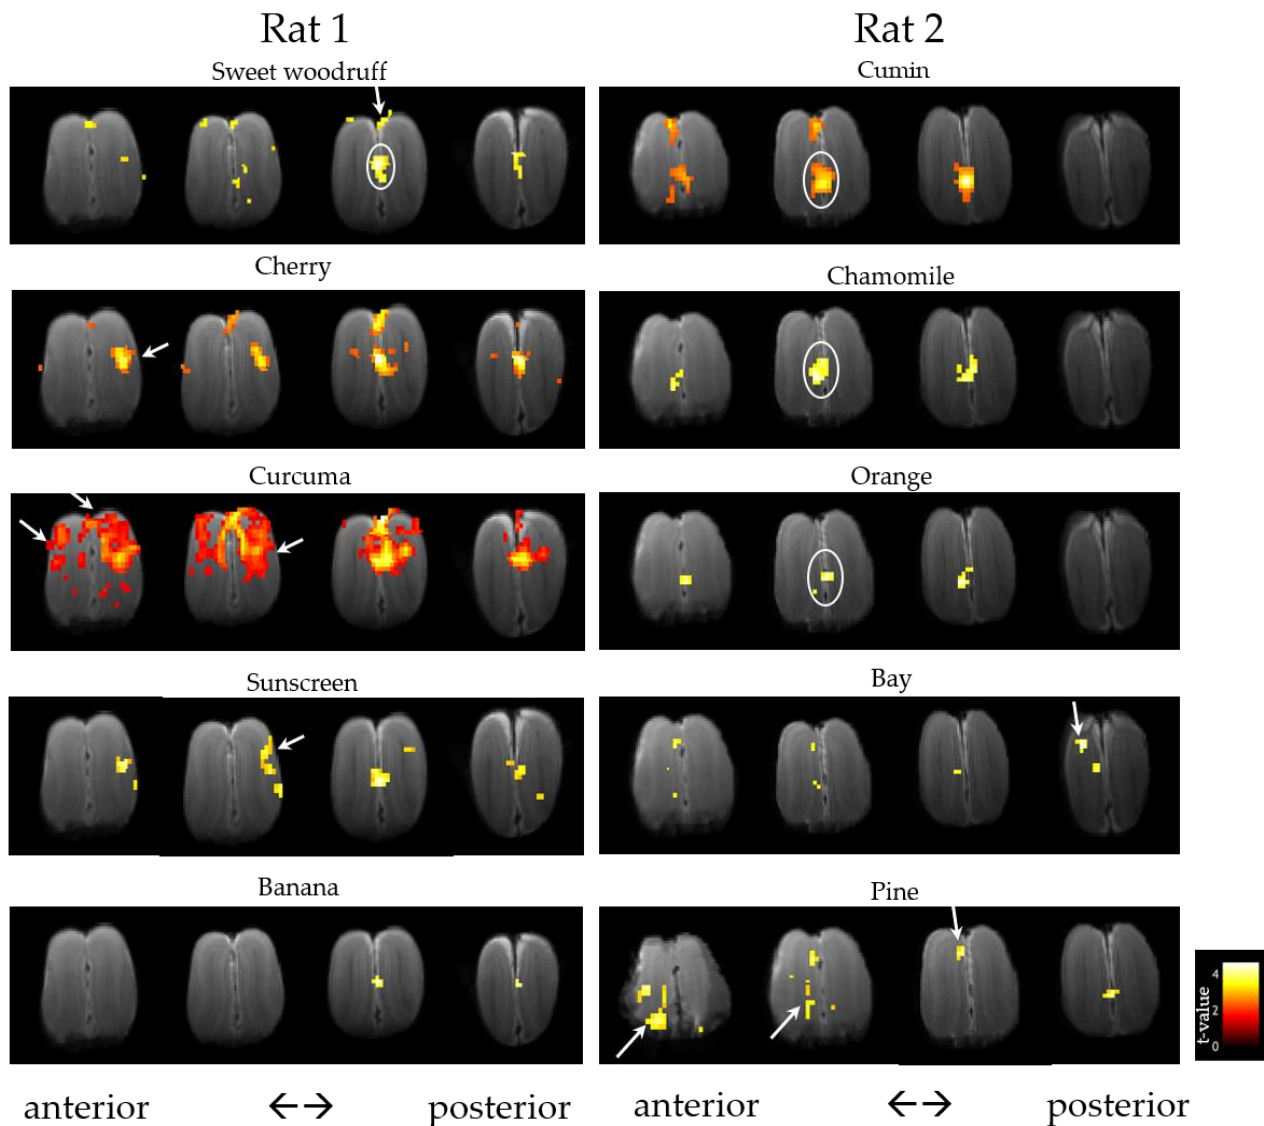 Rat 1
Rat 2
Sweet woodruff
Cumin
Cherry
Chamomile
Curcuma
Orange
Sunscreen
Bay
Banana
Pine
t-value
4
2
0
anterior ←→ posterior
anterior ←→ posterior